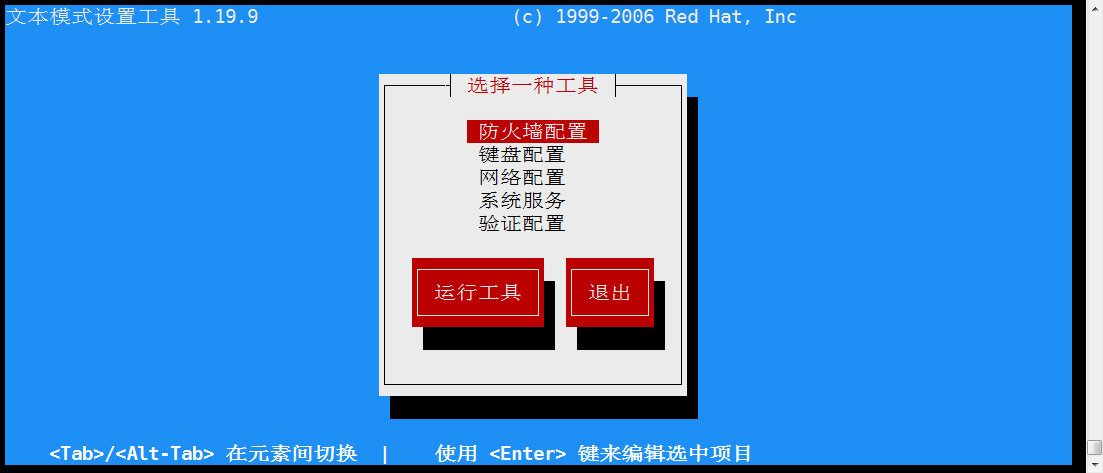 文本模式设置工具 1.19.9 (c) 1999-2006 Red Hat, Inc
选择一种工具
防火墙配置
键盘配置
网络配置
系统服务
验证配置
运行工具 退出
<Tab>/<Alt-Tab> 在元素间切换 | 使用 <Enter> 键来编辑选中项目